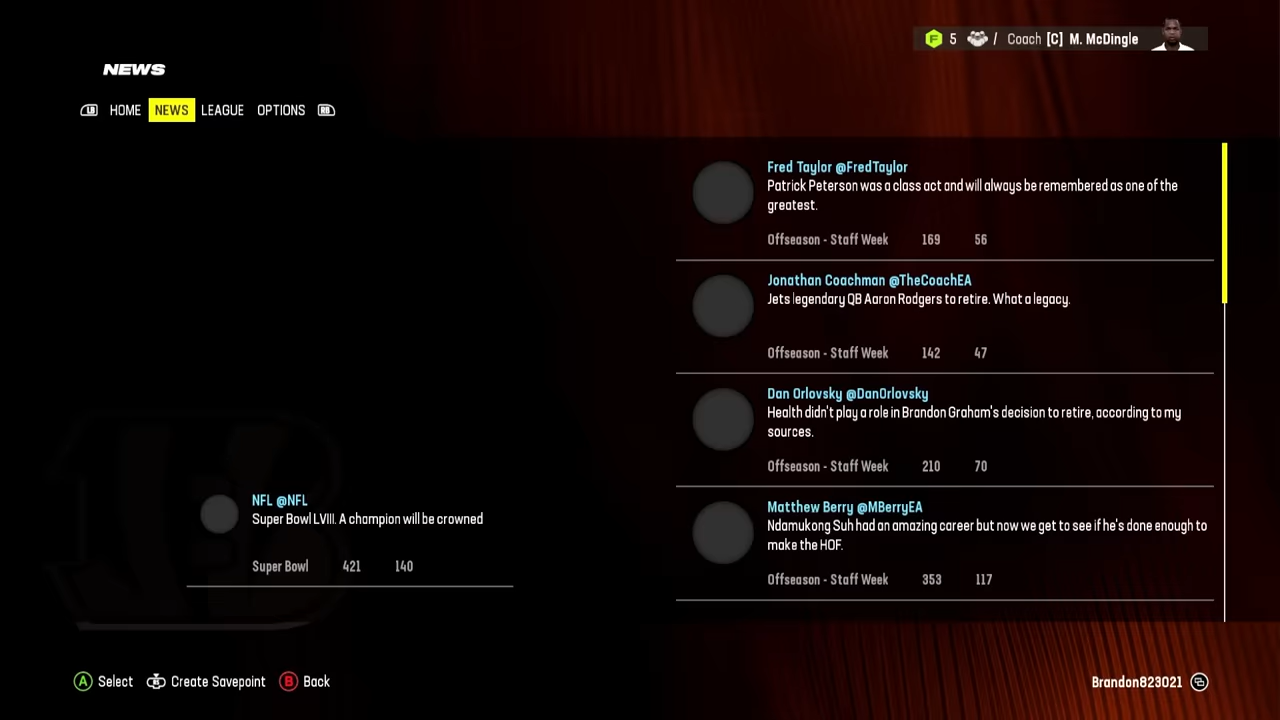 F 5 / Coach [C] M. McDingle
NEWS
LB HOME NEWS LEAGUE OPTIONS RB
Fred Taylor @FredTaylor
Patrick Peterson was a class act and will always be remembered as one of the
greatest.
Offseason - Staff Week 169 56
Jonathan Coachman @TheCoachEA
Jets legendary QB Aaron Rodgers to retire. What a legacy.
Offseason - Staff Week 142 47
Dan Orlovsky @DanOrlovsky
Health didn't play a role in Brandon Graham's decision to retire, according to my
sources.
Offseason - Staff Week 210 70
Matthew Berry @MBerryEA
Ndamukong Suh had an amazing career but now we get to see if he's done enough to
make the HOF.
Offseason - Staff Week 353 117
NFL @NFL
Super Bowl LVIII. A champion will be crowned
Super Bowl 421 140
A Select Create Savepoint B Back
Brandon823021